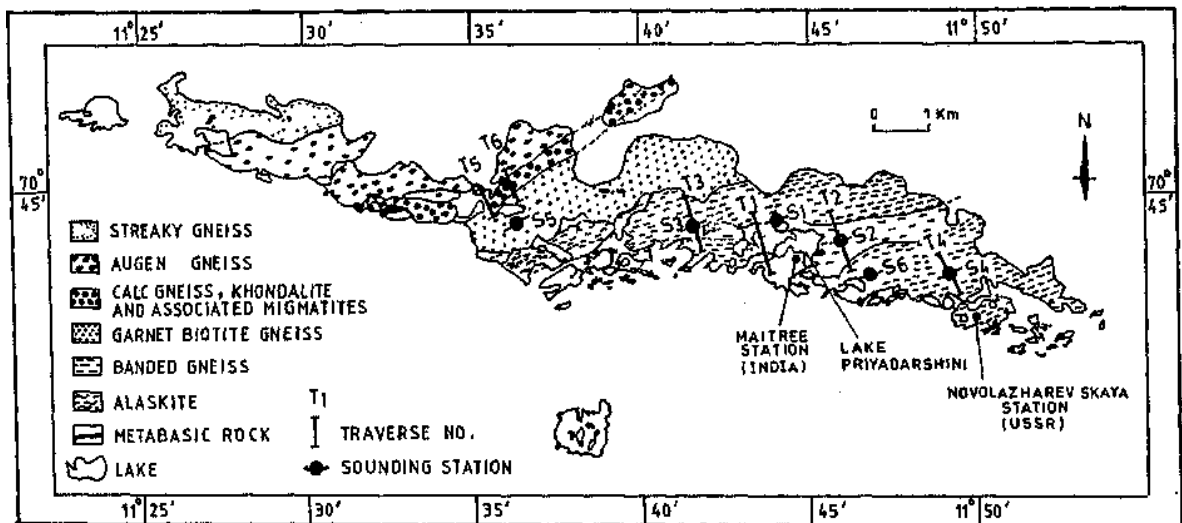 11° 25' 30' 35' 40' 45' 11° 50'
0 1 Km
N
T6
T5
70° 45'
70° 45'
T3
T1
T2
S1
S5
S3
S2
T4
S6
S4
STREAKY GNEISS
AUGEN GNEISS
CALC GNEISS, KHONDALITE
AND ASSOCIATED MIGMATITES
GARNET BIOTITE GNEISS
BANDED GNEISS
ALASKITE
METABASIC ROCK
LAKE
T1
TRAVERSE NO.
SOUNDING STATION
MAITREE
STATION
(INDIA)
LAKE
PRIYADARSHINI
NOVOLAZHAREV SKAYA
STATION
(USSR)
11° 25' 30' 35' 40' 45' 11° 50'